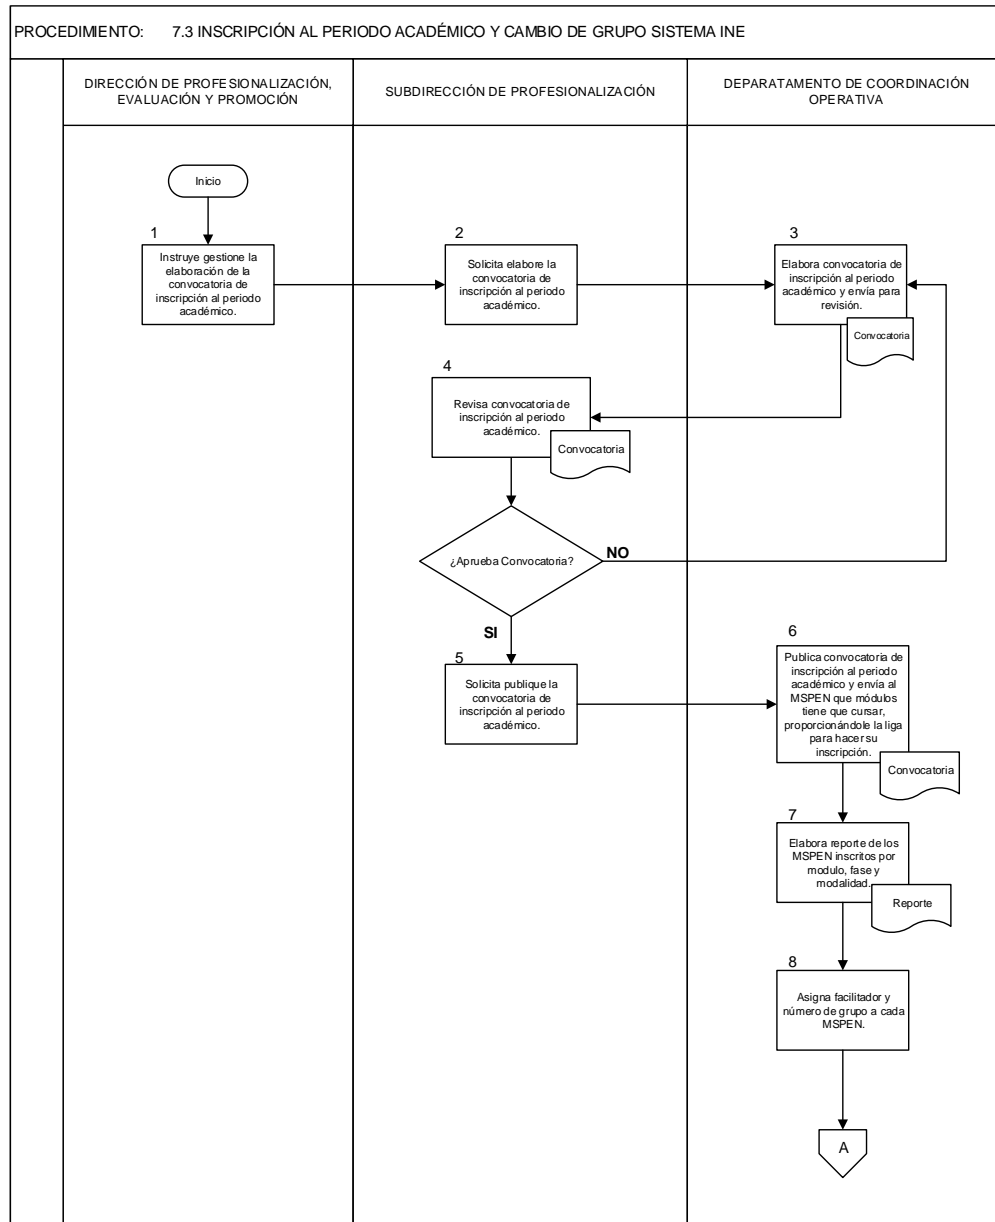 PROCEDIMIENTO: 7.3 INSCRIPCIÓN AL PERIODO ACADÉMICO Y CAMBIO DE GRUPO SISTEMA INE
DIRECCIÓN DE PROFESIONALIZACIÓN,
EVALUACIÓN Y PROMOCIÓN
SUBDIRECCIÓN DE PROFESIONALIZACIÓN
DEPARATAMENTO DE COORDINACIÓN
OPERATIVA
Inicio
1
Instruye gestione la
elaboración de la
convocatoria de
inscripción al periodo
académico.
2
Solicita elabore la
convocatoria de
inscripción al periodo
académico.
3
Elabora convocatoria de
inscripción al periodo
académico y envía para
revisión.
Convocatoria
4
Revisa convocatoria de
inscripción al periodo
académico.
Convocatoria
¿Aprueba Convocatoria?
NO
SI
5
Solicita publique la
convocatoria de
inscripción al periodo
académico.
6
Publica convocatoria de
inscripción al periodo
académico y envía al
MSPEN que módulos
tiene que cursar,
proporcionándole la liga
para hacer su
inscripción.
Convocatoria
7
Elabora reporte de los
MSPEN inscritos por
modulo, fase y
modalidad.
Reporte
8
Asigna facilitador y
número de grupo a cada
MSPEN.
A